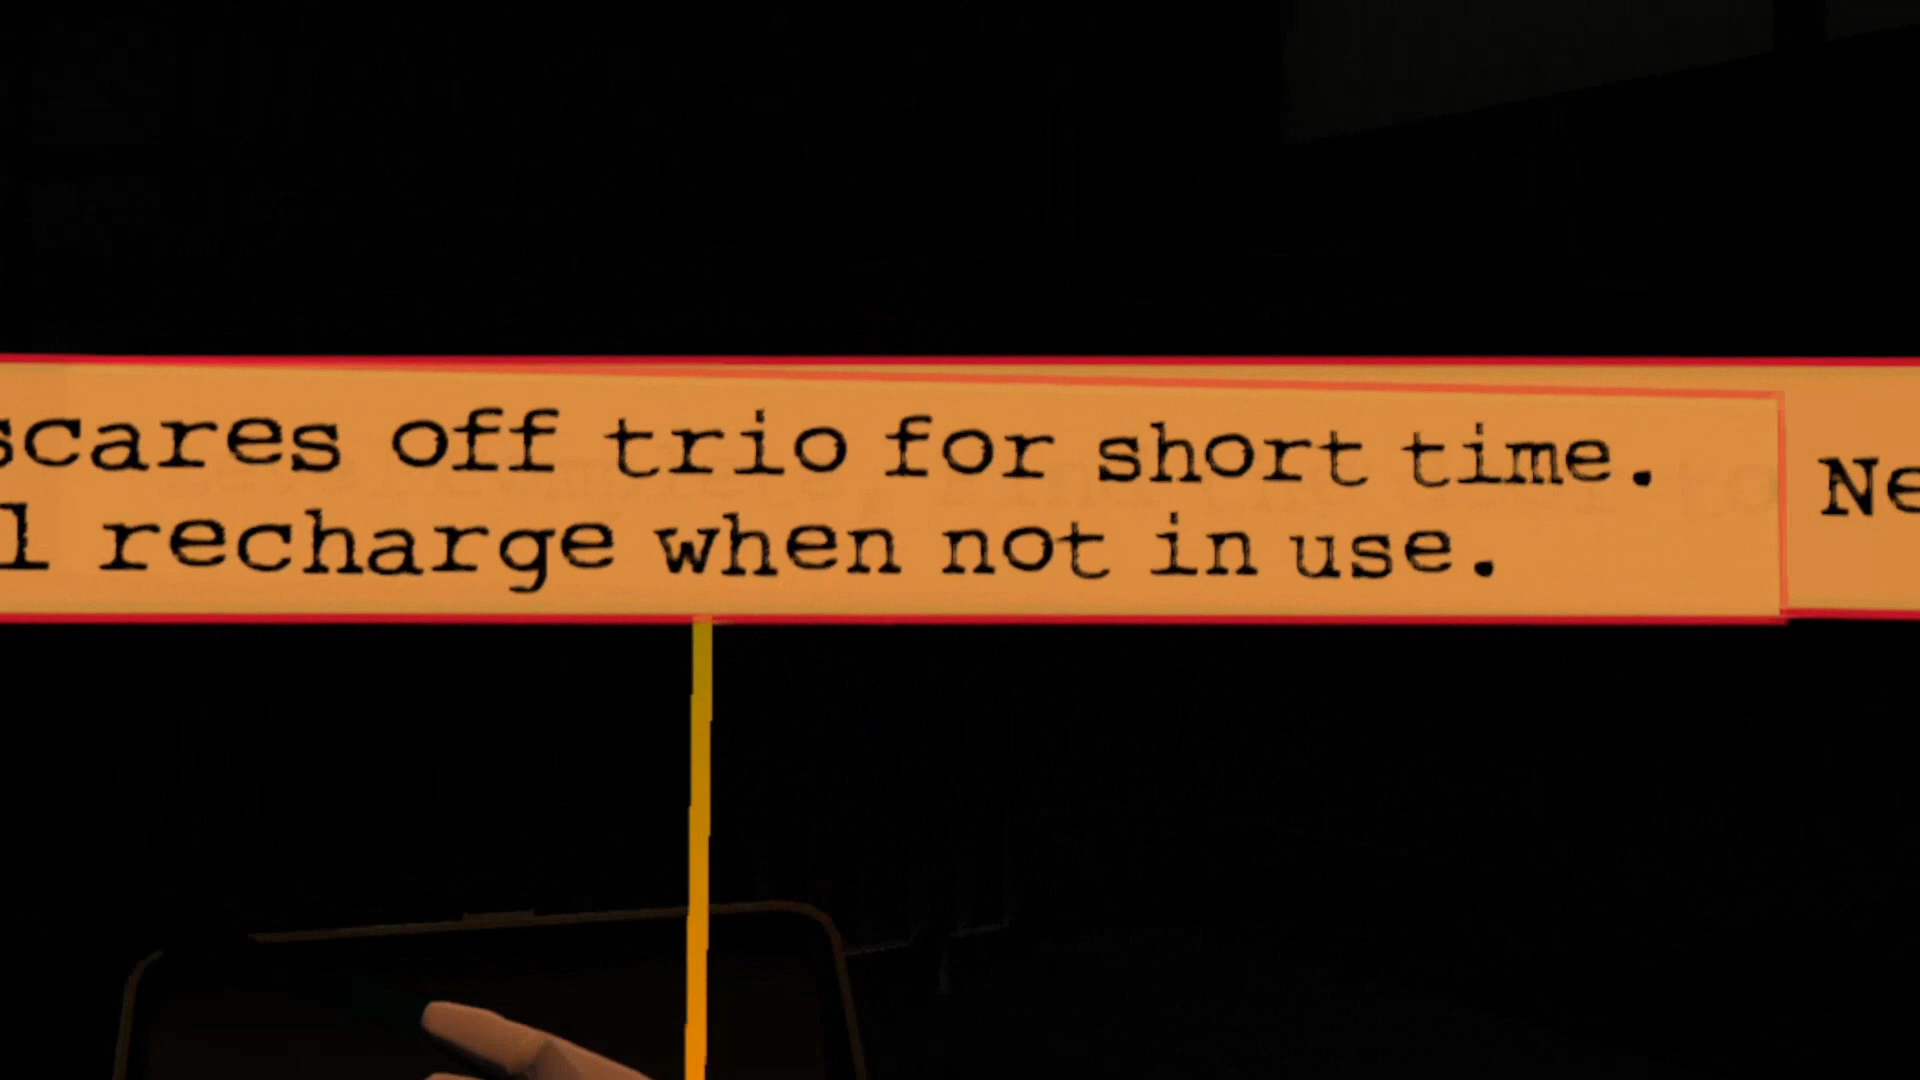 scares off trio for short time.
l recharge when not in use.
Ne